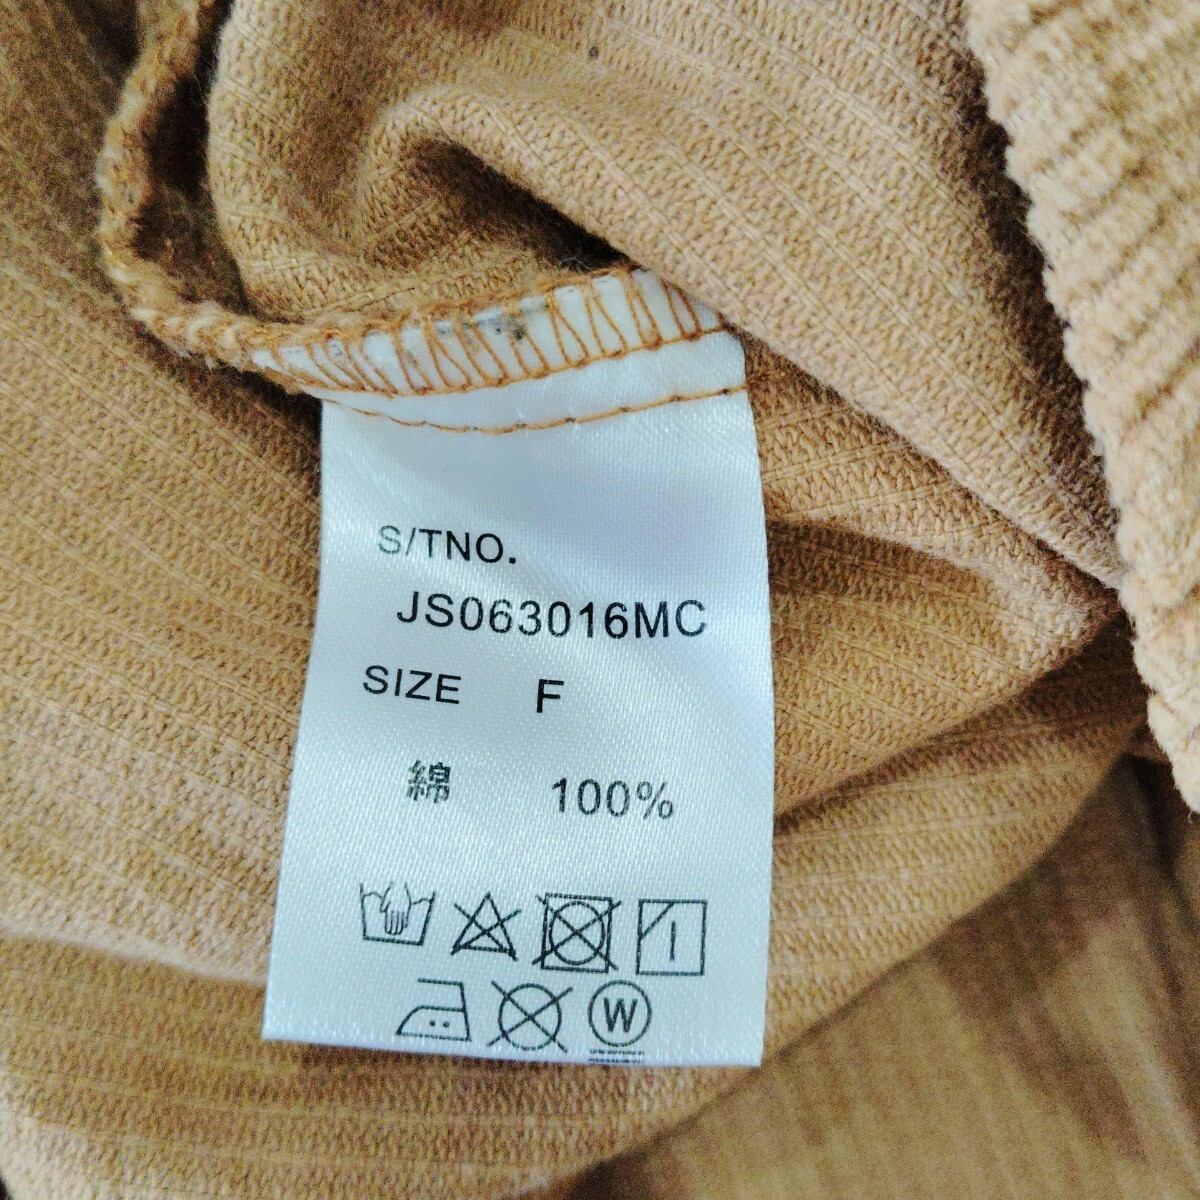 S/TNO.
JS063016MC
SIZE F
綿 100%
W